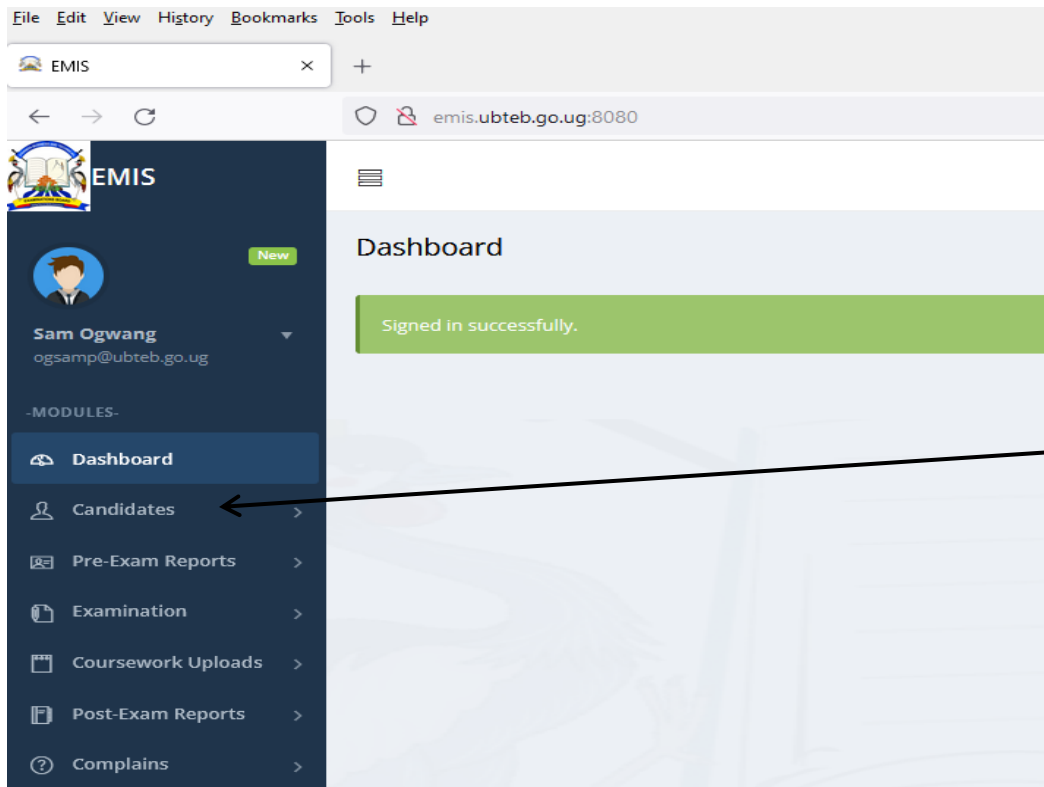 File Edit View History Bookmarks Tools Help
EMIS
emis.ubteb.go.ug:8080
EMIS
New
Sam Ogwang
ogsamp@ubteb.go.ug
-MODULES-
Dashboard
Candidates
Pre-Exam Reports
Examination
Coursework Uploads
Post-Exam Reports
Complains
Dashboard
Signed in successfully.